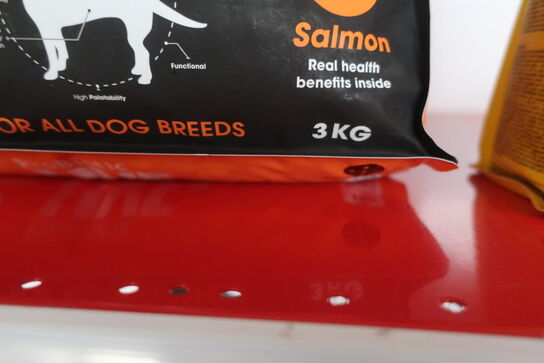 Salmon
Real health
benefits inside
Functional
High Palatability
OR ALL DOG BREEDS
3KG